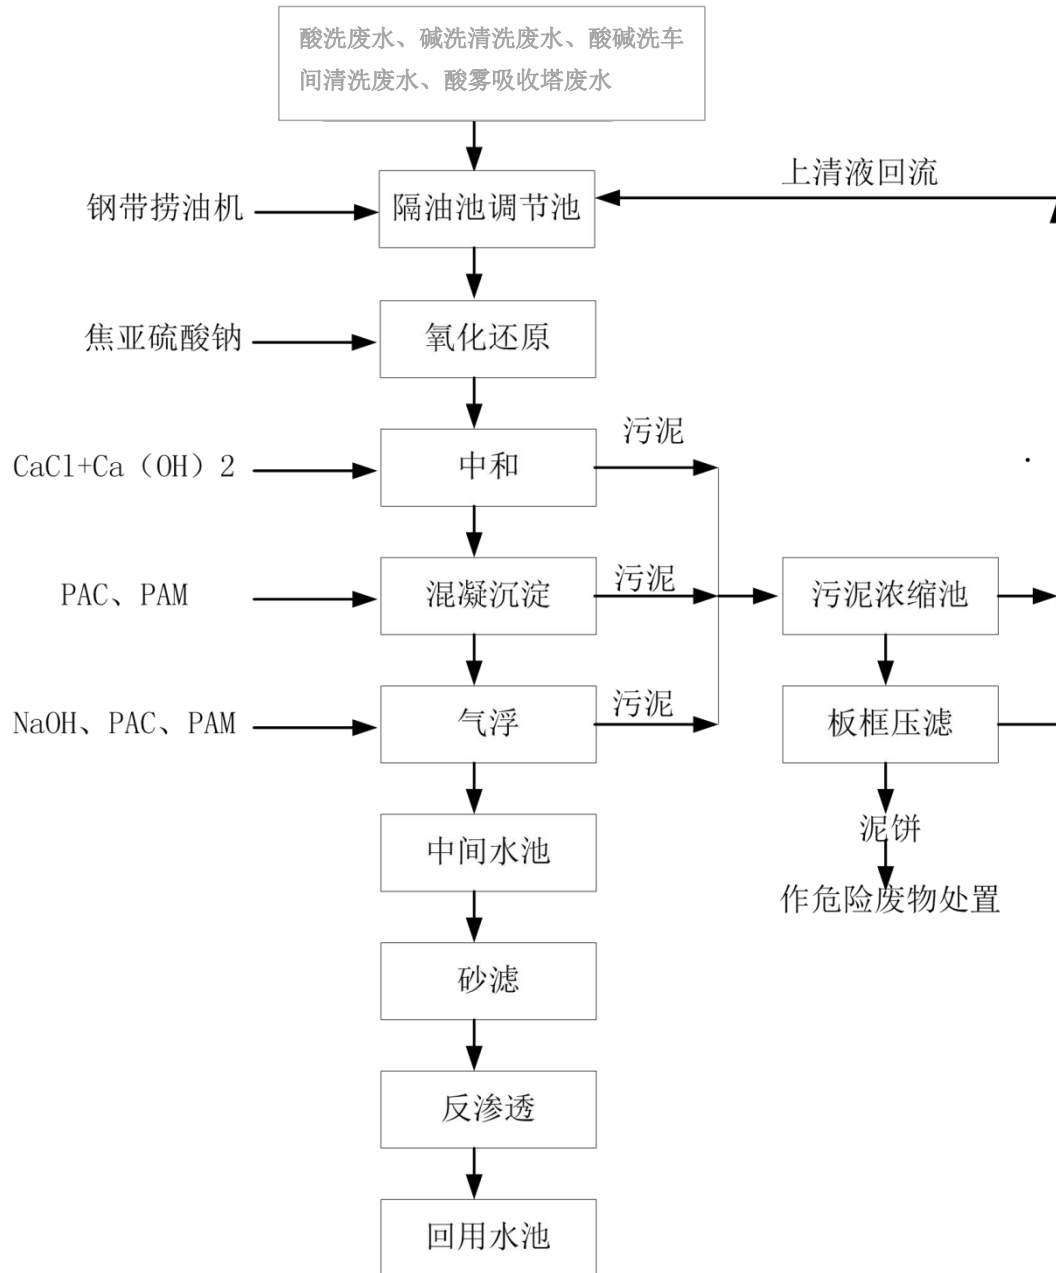 酸洗废水、碱洗清洗废水、酸碱洗车
间清洗废水、酸雾吸收塔废水
上清液回流
钢带捞油机
隔油池调节池
焦亚硫酸钠
氧化还原
污泥
CaCl+Ca（OH）2
中和
污泥
PAC、PAM
混凝沉淀
污泥浓缩池
污泥
NaOH、PAC、PAM
气浮
板框压滤
泥饼
中间水池
作危险废物处置
砂滤
反渗透
回用水池